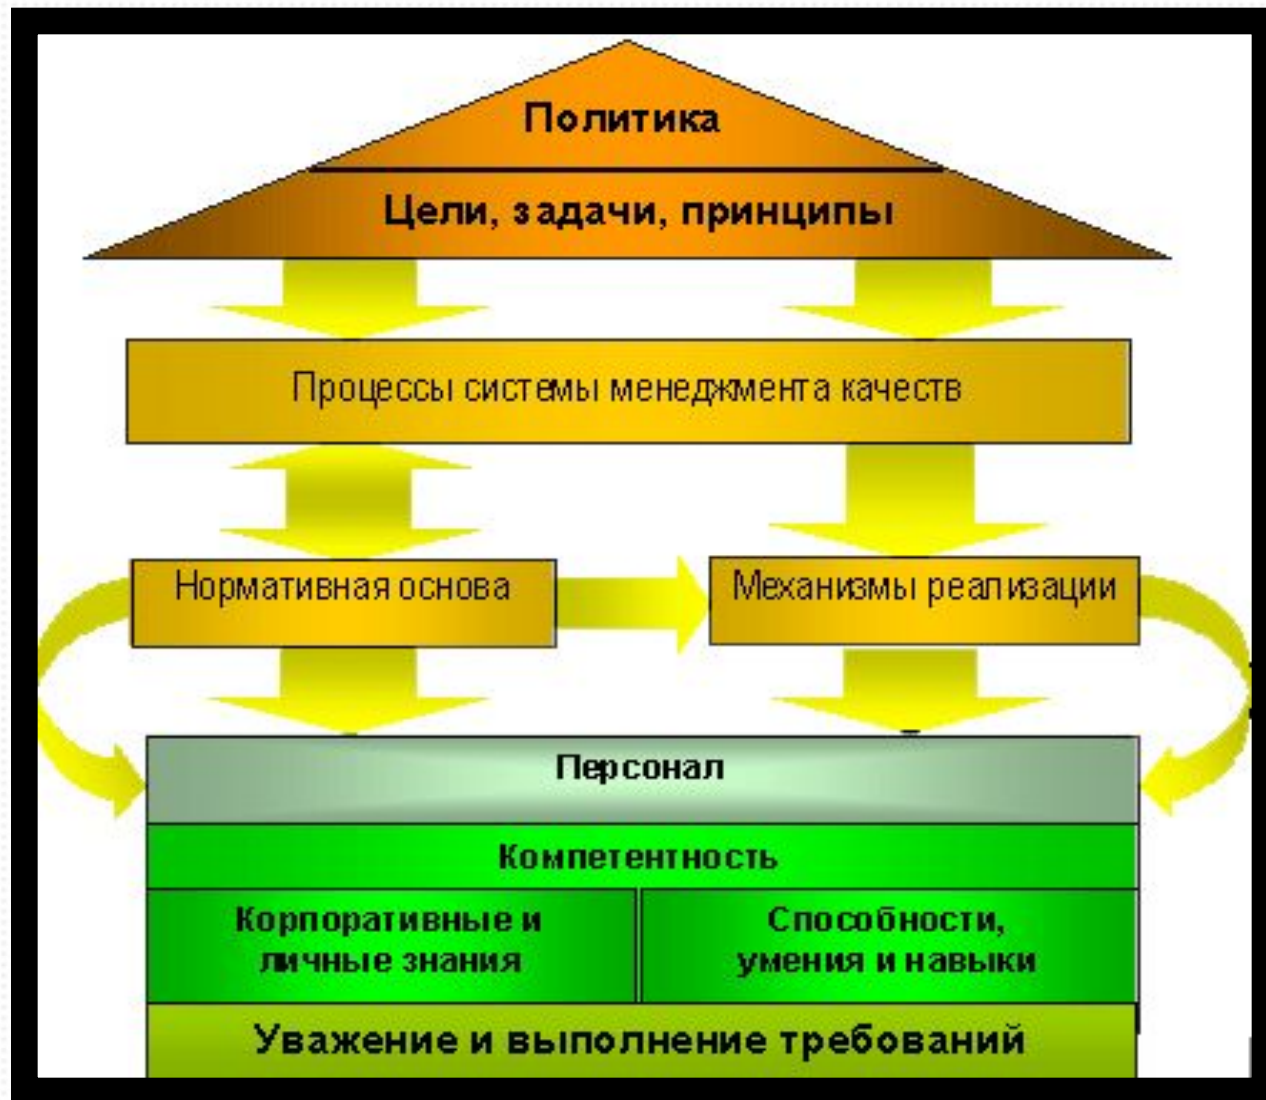 Политика
Цели, задачи, принципы
Процессы системы менеджмента качеств
Нормативная основа
Механизмы реализации
Персонал
Компетентность
Корпоративные и
личные знания
Способности,
умения и навыки
Уважение и выполнение требований